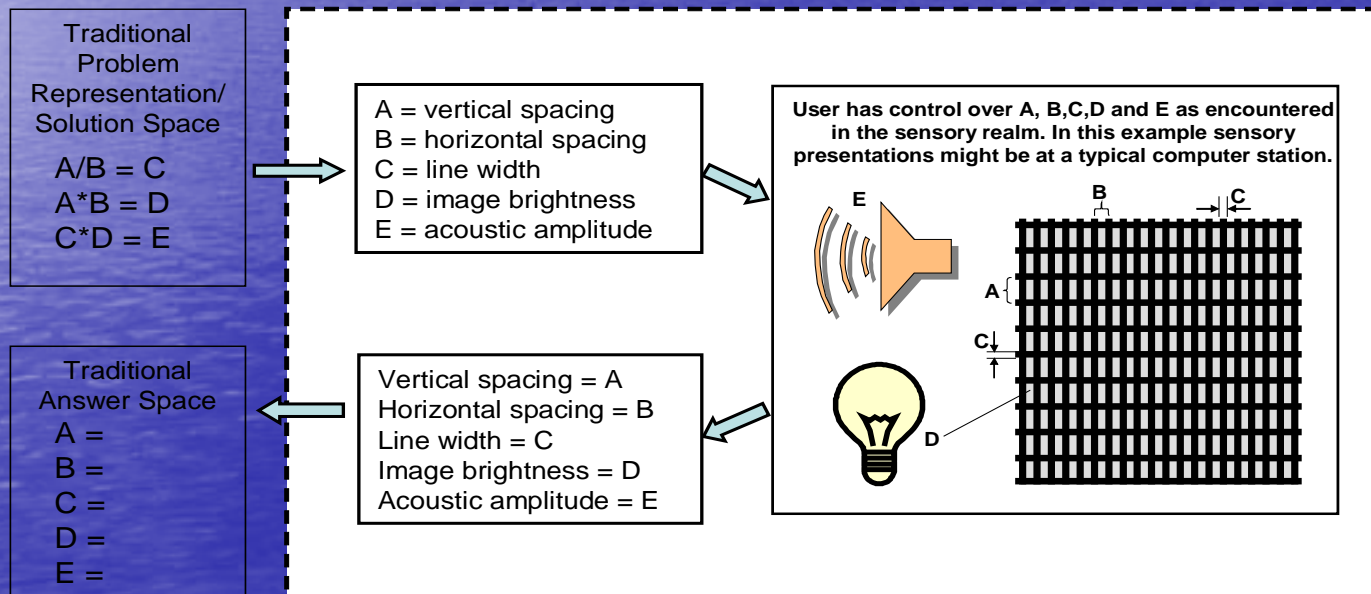 Traditional
Problem
Representation/
Solution Space
A/B = C
A*B = D
C*D = E
A = vertical spacing
B = horizontal spacing
C = line width
D = image brightness
E = acoustic amplitude
User has control over A, B,C,D and E as encountered
in the sensory realm. In this example sensory
presentations might be at a typical computer station.
E
B
C
A
C
D
Vertical spacing = A
Horizontal spacing = B
Line width = C
Image brightness = D
Acoustic amplitude = E
Traditional
Answer Space
A =
B =
C =
D =
E =